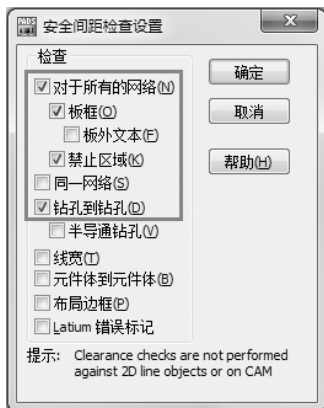 PADS 安全间距检查设置
检查
对于所有的网络(N)
确定
板框(O)
取消
板外文本(F)
禁止区域(K)
帮助(H)
同一网络(S)
钻孔到钻孔(D)
半导通钻孔(V)
线宽(T)
元件体到元件体(B)
布局边框(P)
Latium 错误标记
提示: Clearance checks are not performed
against 2D line objects or on CAM